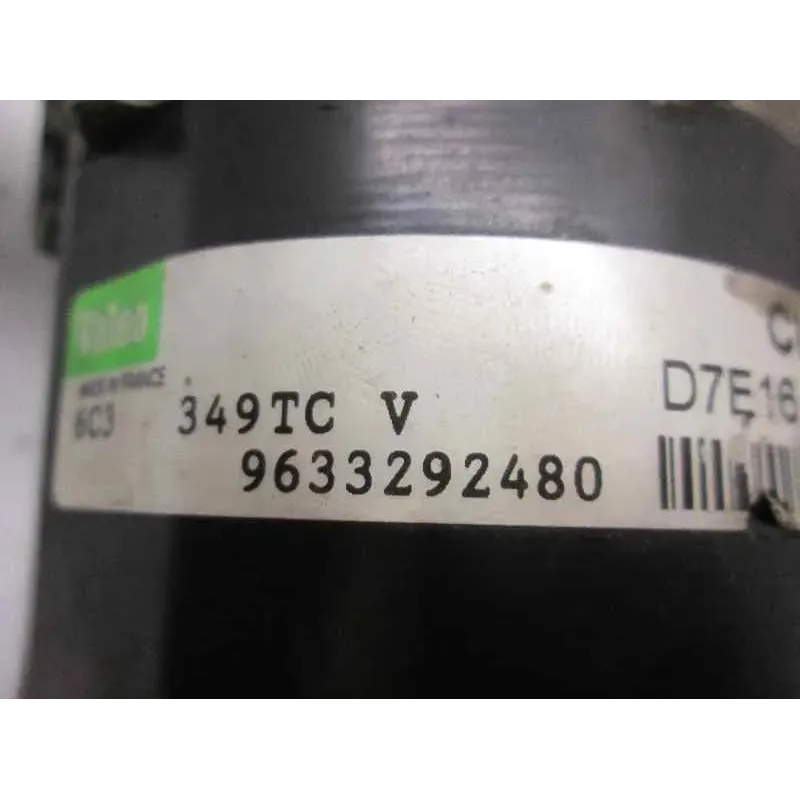 Valeo
MADE IN FRANCE
6C3 349TC V
9633292480
D7E16